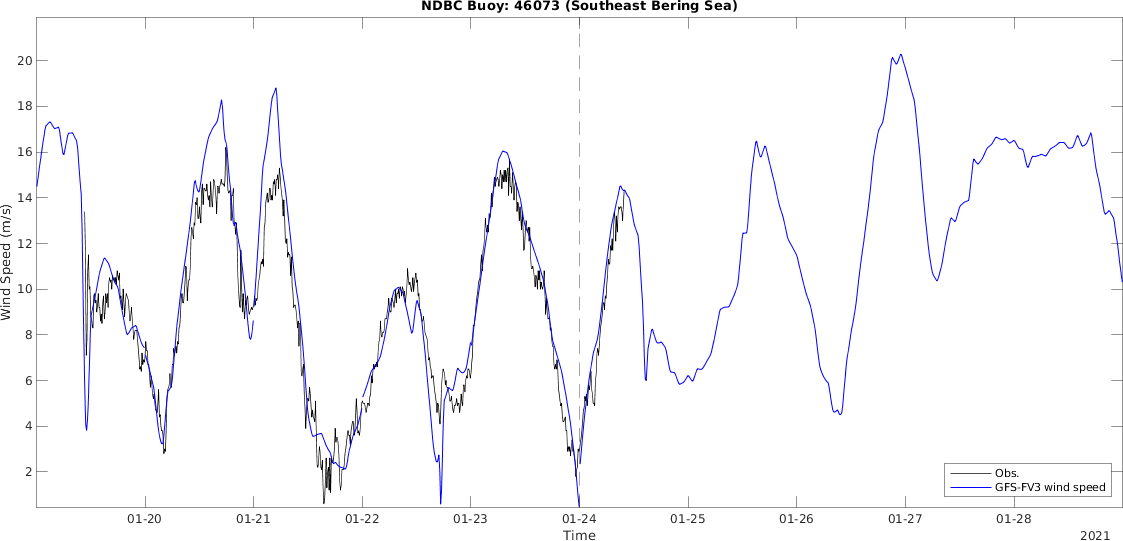 NDBC Buoy: 46073 (Southeast Bering Sea)
20
18
16
14
12
10
8
6
4
2
Wind Speed (m/s)
Obs.
GFS-FV3 wind speed
01-20 01-21 01-22 01-23 01-24 01-25 01-26 01-27 01-28
Time
2021